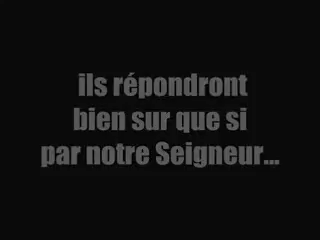 ils répondront
bien sur que si
par notre Seigneur...